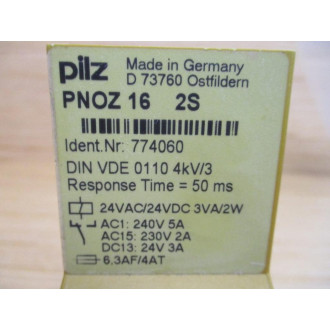 pilz
Made in Germany
D 73760 Ostfildern
PNOZ 16 2S
Ident.Nr: 774060
DIN VDE 0110 4kV/3
Response Time = 50 ms
24VAC/24VDC 3VA/2W
AC1: 240V 5A
AC15: 230V 2A
DC13: 24V 3A
6,3AF/4AT